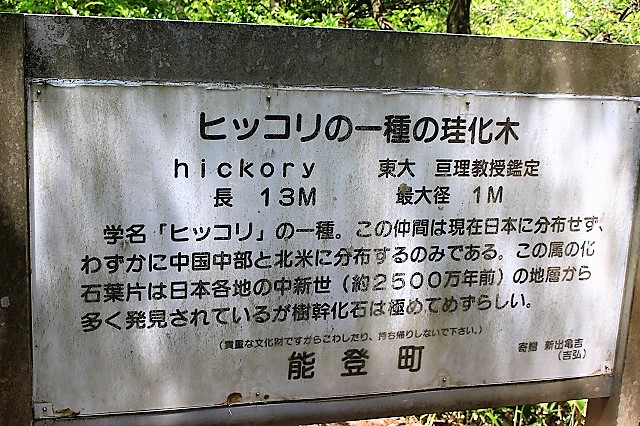 ヒッコリの一種の珪化木
hickory 東大 亘理教授鑑定
長 13M 最大径 1M
学名「ヒッコリ」の一種。この仲間は現在日本に分布せず、
わずかに中国中部と北米に分布するのみである。この属の化
石葉片は日本各地の中新世（約2500万年前）の地層から
多く発見されているが樹幹化石は極めてめずらしい。
（貴重な文化財ですからこわしたり、持ち帰りしないで下さい。）
能登町
寄贈 新出亀吉
（吉弘）